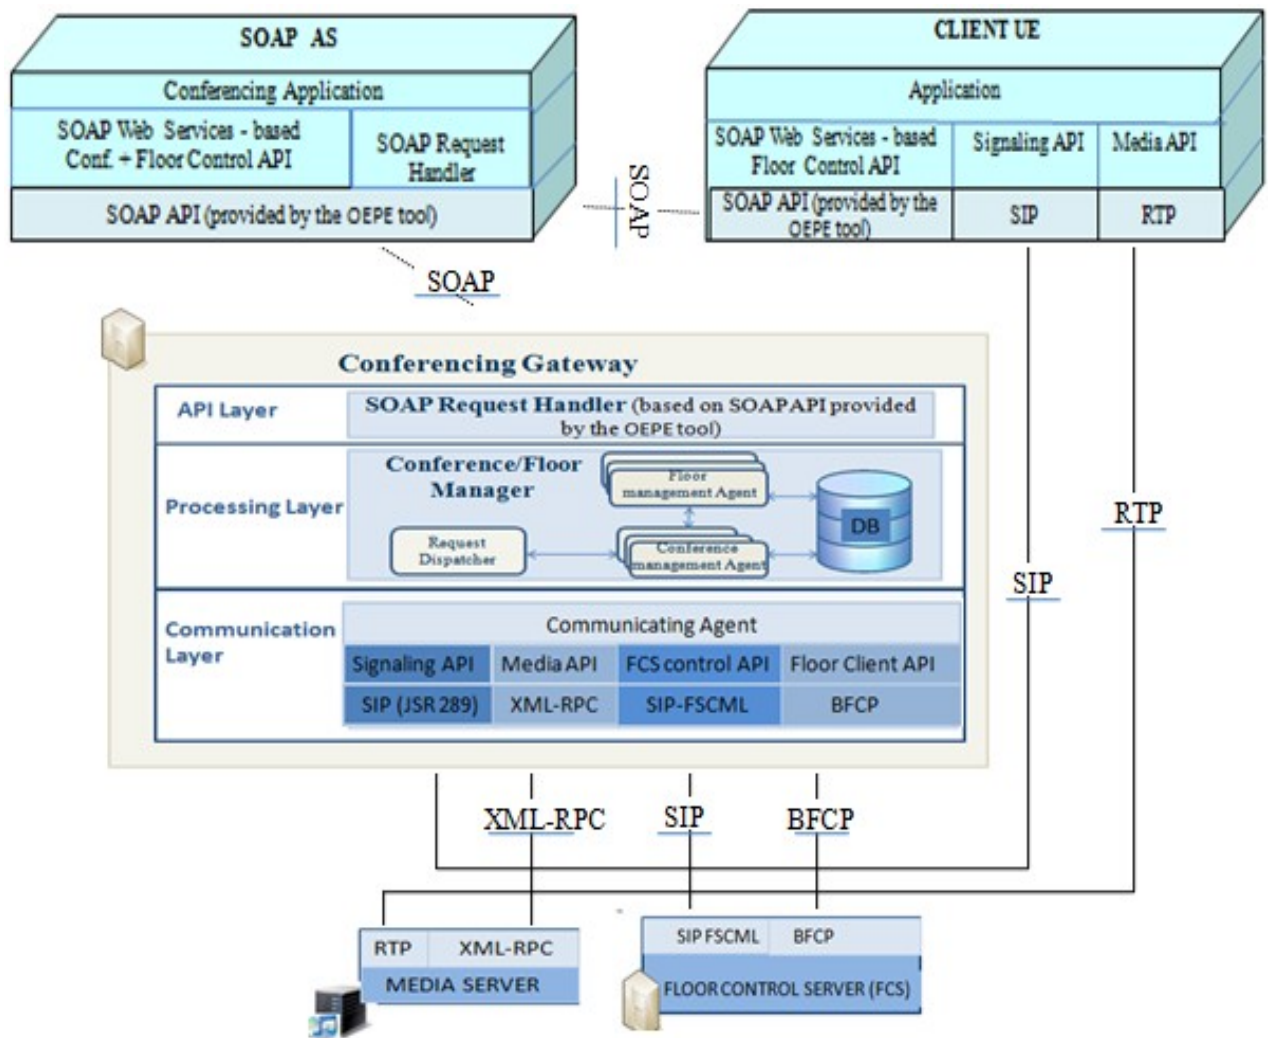 SOAP AS
Conferencing Application
SOAP Web Services - based
Conf. + Floor Control API
SOAP Request
Handler
SOAP API (provided by the OEPE tool)
CLIENT UE
Application
SOAP Web Services - based
Floor Control API
Signaling API
Media API
SOAP API (provided by the
OEPE tool)
SIP
RTP
SOAP
SOAP
Conferencing Gateway
API Layer
SOAP Request Handler (based on SOAPAPI provided
by the OEPE tool)
Processing Layer
Conference/Floor
Manager
Floor
management Agent
Request
Dispatcher
Conference
management Agent
DB
RTP
SIP
Communication
Layer
Communicating Agent
Signaling API
Media API
FCS control API
Floor Client API
SIP (JSR 289)
XML-RPC
SIP-FSCML
BFCP
XML-RPC
SIP
BFCP
RTP
XML-RPC
MEDIA SERVER
SIP FSCML
BFCP
FLOOR CONTROL SERVER (FCS)